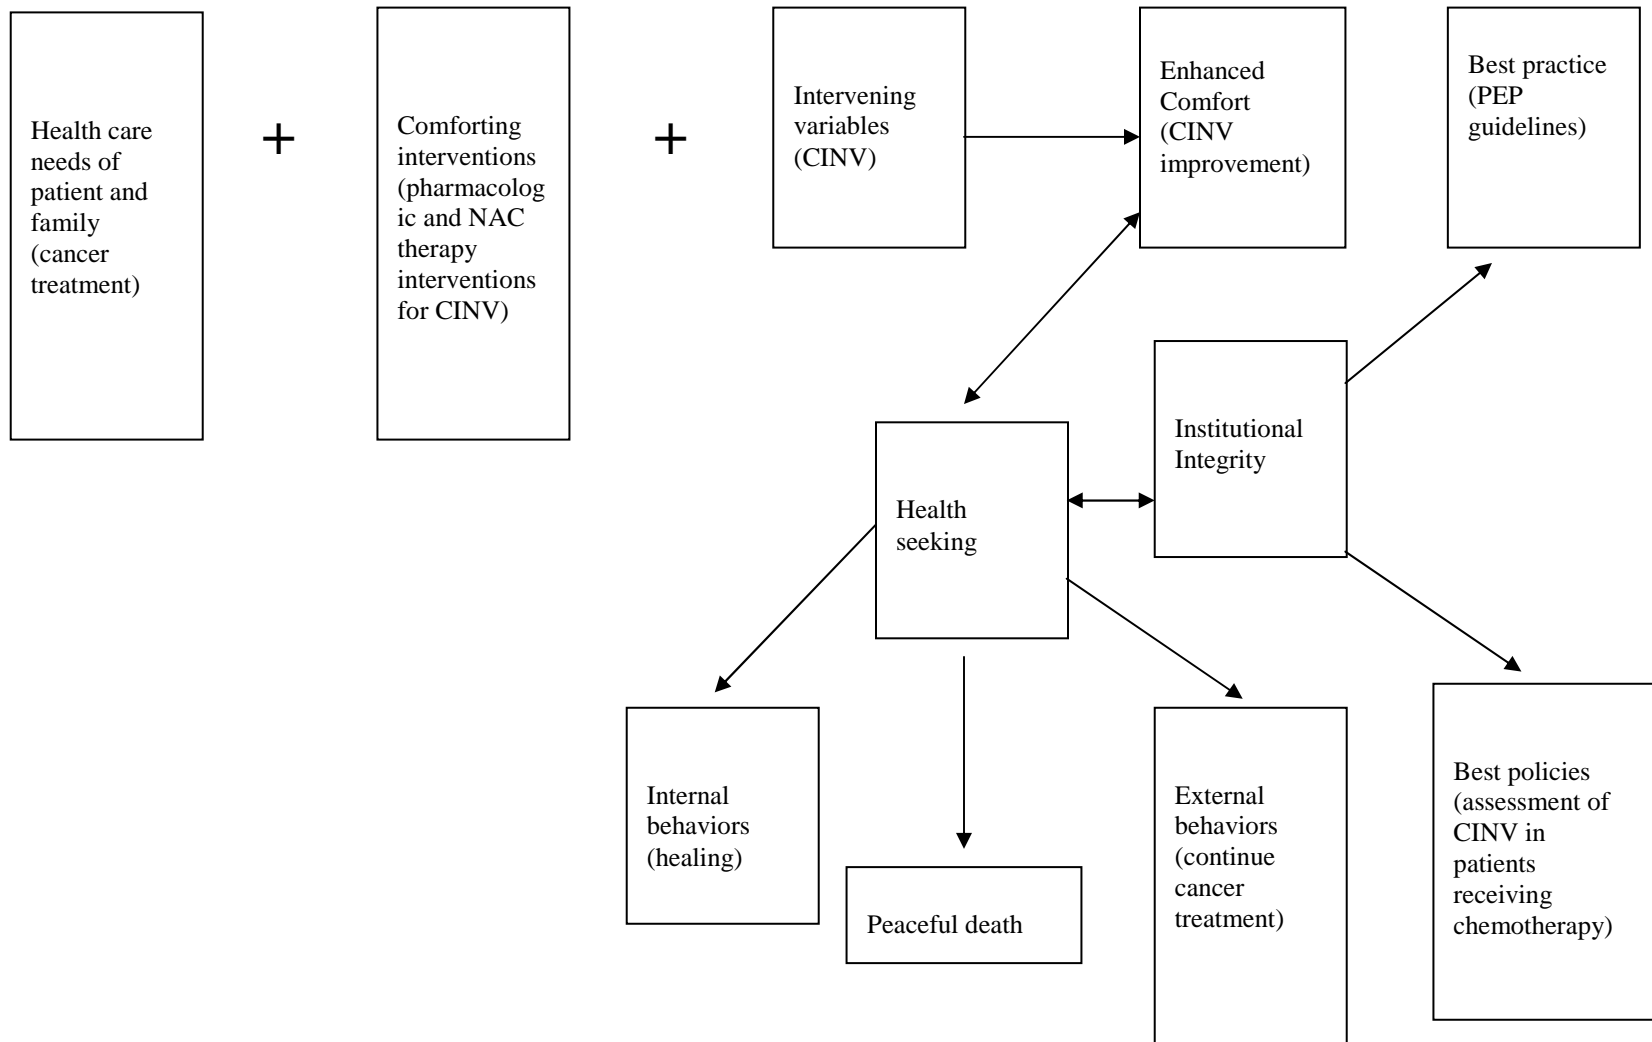 Health care
needs of
patient and
family
(cancer
treatment)
+
Comforting
interventions
(pharmacolog
ic and NAC
therapy
interventions
for CINV)
+
Intervening
variables
(CINV)
Enhanced
Comfort
(CINV
improvement)
Best practice
(PEP
guidelines)
Institutional
Integrity
Health
seeking
Internal
behaviors
(healing)
Peaceful death
External
behaviors
(continue
cancer
treatment)
Best policies
(assessment of
CINV in
patients
receiving
chemotherapy)